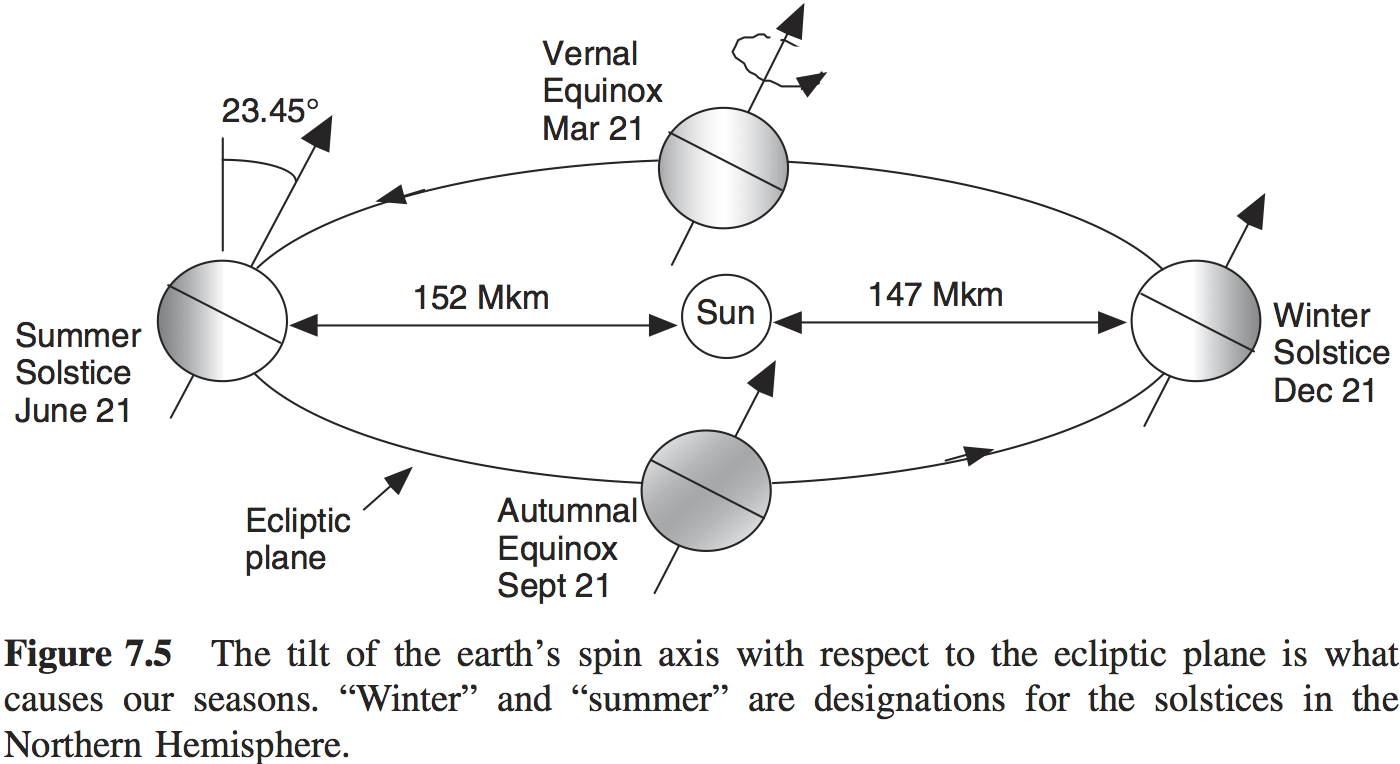 Vernal
Equinox
Mar 21
23.45°
152 Mkm
Sun
147 Mkm
Summer
Solstice
June 21
Winter
Solstice
Dec 21
Ecliptic
plane
Autumnal
Equinox
Sept 21
Figure 7.5 The tilt of the earth’s spin axis with respect to the ecliptic plane is what
causes our seasons. “Winter” and “summer” are designations for the solstices in the
Northern Hemisphere.